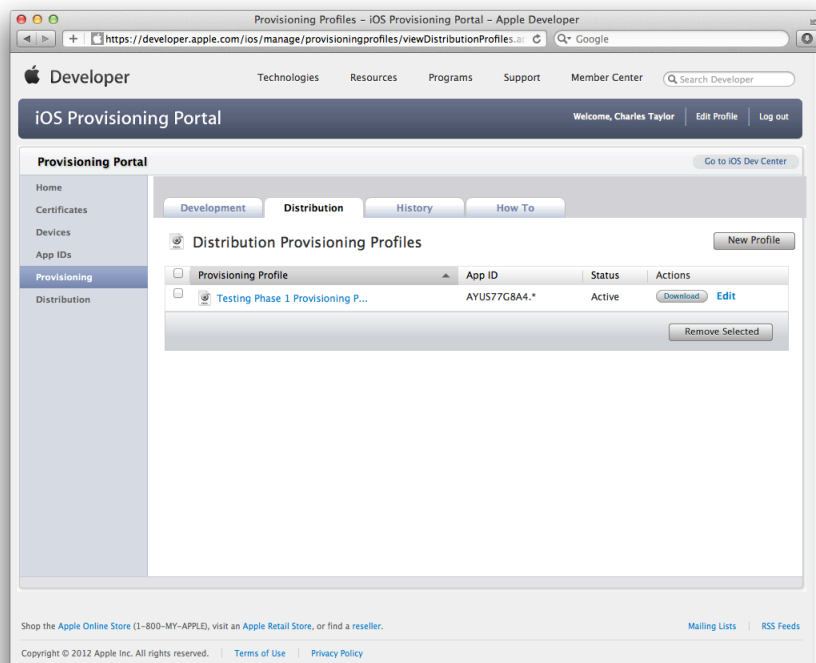 Provisioning Profiles – iOS Provisioning Portal – Apple Developer
https://developer.apple.com/ios/manage/provisioningprofiles/viewDistributionProfiles.a
Google
Developer
Technologies Resources Programs Support Member Center Search Developer
iOS Provisioning Portal
Welcome, Charles Taylor Edit Profile Log out
Provisioning Portal
Go to iOS Dev Center
Home
Certificates
Devices
App IDs
Provisioning
Distribution
Development Distribution History How To
Distribution Provisioning Profiles
New Profile
Provisioning Profile App ID Status Actions
Testing Phase 1 Provisioning P... AYUS77G8A4.* Active Download Edit
Remove Selected
Shop the Apple Online Store (1-800-MY-APPLE), visit an Apple Retail Store, or find a reseller.
Mailing Lists RSS Feeds
Copyright © 2012 Apple Inc. All rights reserved. Terms of Use Privacy Policy